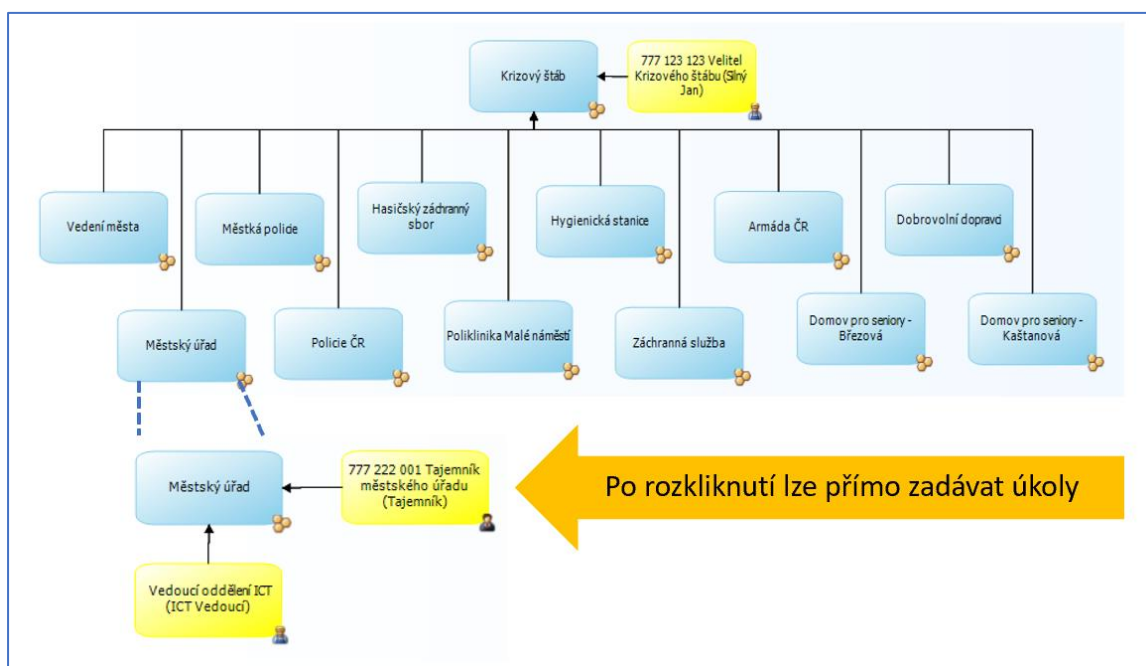 Krizový štáb
777 123 123 Velitel
Krizového štábu (Silný
Jan)
Vedení města
Městká policie
Hasičský záchranný
sbor
Hygienická stanice
Armáda ČR
Dobrovolní dopravci
Městský úřad
Policie ČR
Poliklinika Malé náměstí
Záchranná služba
Domov pro seniory -
Březová
Domov pro seniory -
Kaštanová
Městský úřad
777 222 001 Tajemník
městského úřadu
(Tajemník)
Po rozkliknutí lze přímo zadávat úkoly
Vedoucí oddělení ICT
(ICT Vedoucí)